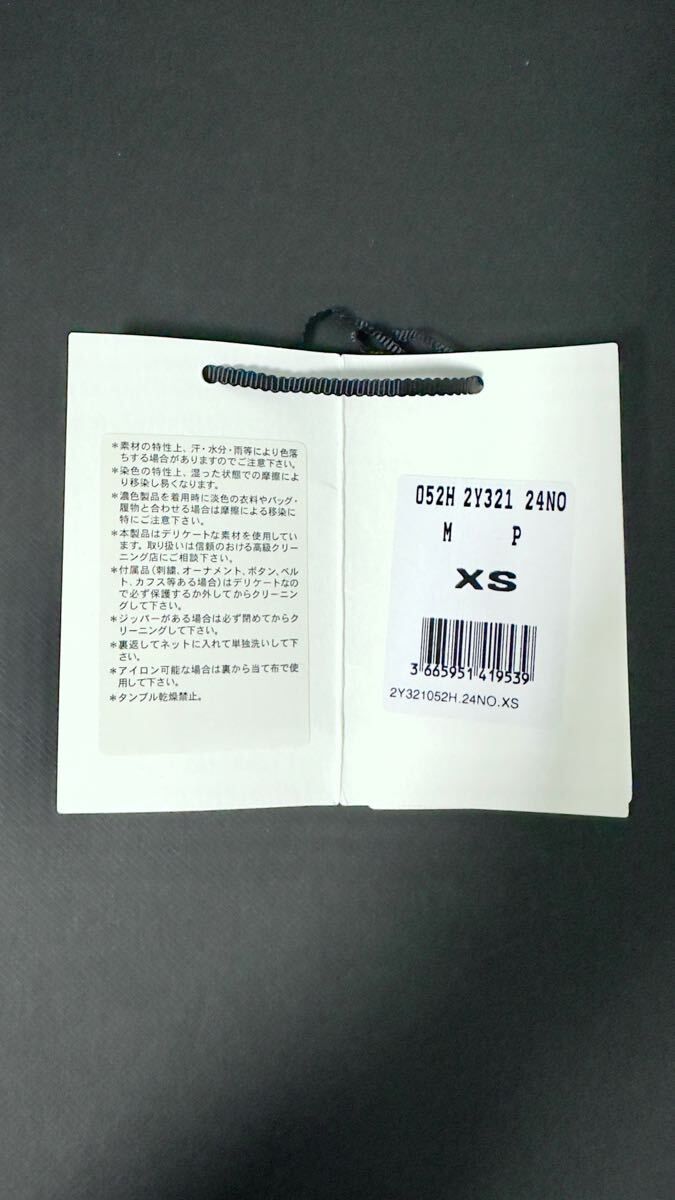 *素材の特性上、汗・水分・雨等により色落
ちする場合がありますのでご注意下さい。
*染色の特性上、湿った状態での摩擦によ
り移染し易くなります。
*濃色製品を着用時に淡色の衣料やバッグ・
履物と合わせる場合は摩擦による移染に
特にご注意下さい。
*本製品はデリケートな素材を使用してい
ます。取り扱いは信頼のおける高級クリー
ニング店にご相談下さい。
*付属品(刺繍、オーナメント、ボタン、ベル
ト、カフス等ある場合)はデリケートなの
で必ず保護するか外してからクリーニン
グして下さい。
*ジッパーがある場合は必ず閉めてからク
リーニングして下さい。
*裏返してネットに入れて単独洗いして下
さい。
*アイロン可能な場合は裏から当て布で使
用して下さい。
*タンブル乾燥禁止。
052H 2Y321 24NO
M P
XS
3 665951 419539
2Y321052H.24NO.XS